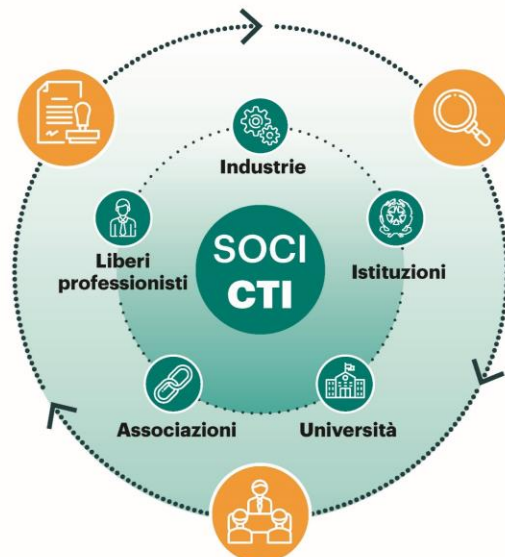 Industrie
Liberi
professionisti
SOCI
CTI
Istituzioni
Associazioni
Università